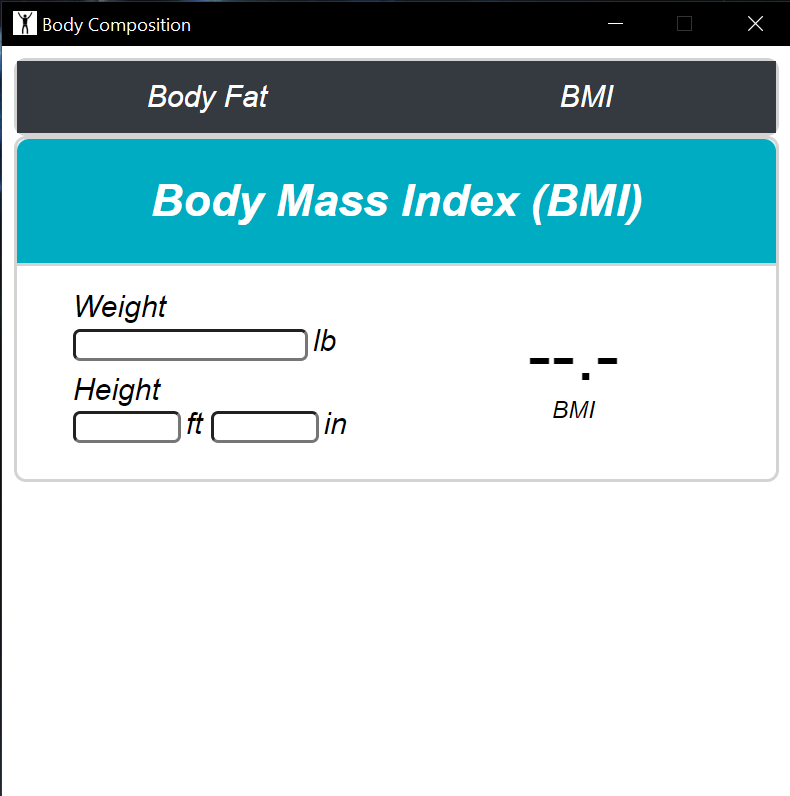 Body Composition
Body Fat BMI
Body Mass Index (BMI)
Weight
lb
Height
ft in
--.-
BMI